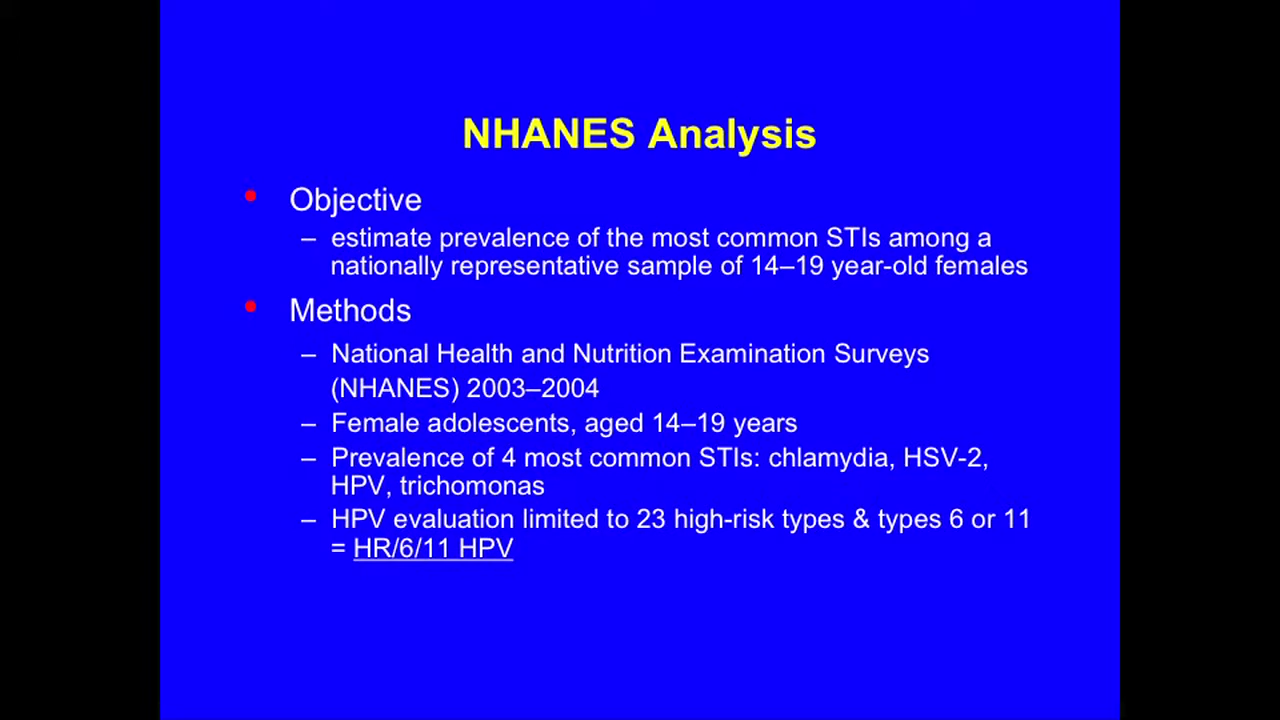 NHANES Analysis
• Objective
– estimate prevalence of the most common STIs among a
nationally representative sample of 14–19 year-old females
• Methods
– National Health and Nutrition Examination Surveys
(NHANES) 2003–2004
– Female adolescents, aged 14–19 years
– Prevalence of 4 most common STIs: chlamydia, HSV-2,
HPV, trichomonas
– HPV evaluation limited to 23 high-risk types & types 6 or 11
= HR/6/11 HPV